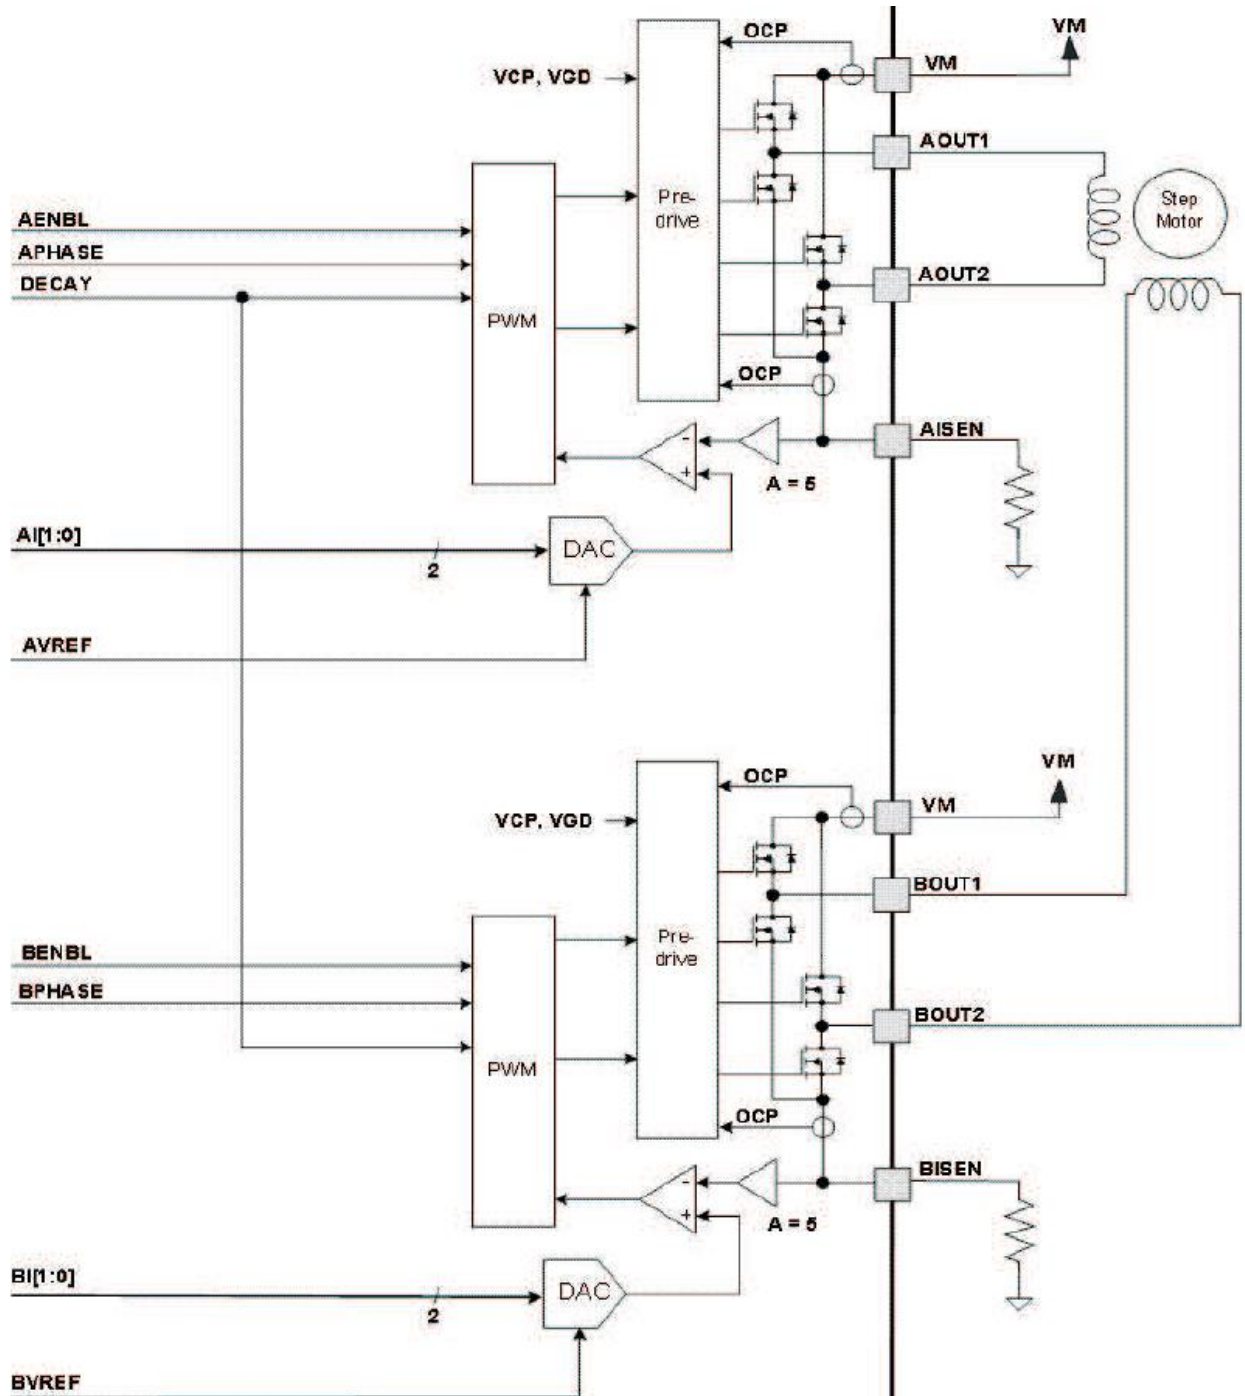 OCP
VM
VCP, VGD
VM
AOUT1
Pre-
drive
Step
Motor
AENBL
APHASE
DECAY
AOUT2
PWM
OCP
AISEN
-
+
A = 5
AI[1:0]
2
DAC
AVREF
OCP
VM
VM
VCP, VGD
BOUT1
Pre-
drive
BENBL
BPHASE
BOUT2
PWM
OCP
BISEN
-
+
A = 5
BI[1:0]
2
DAC
BVREF